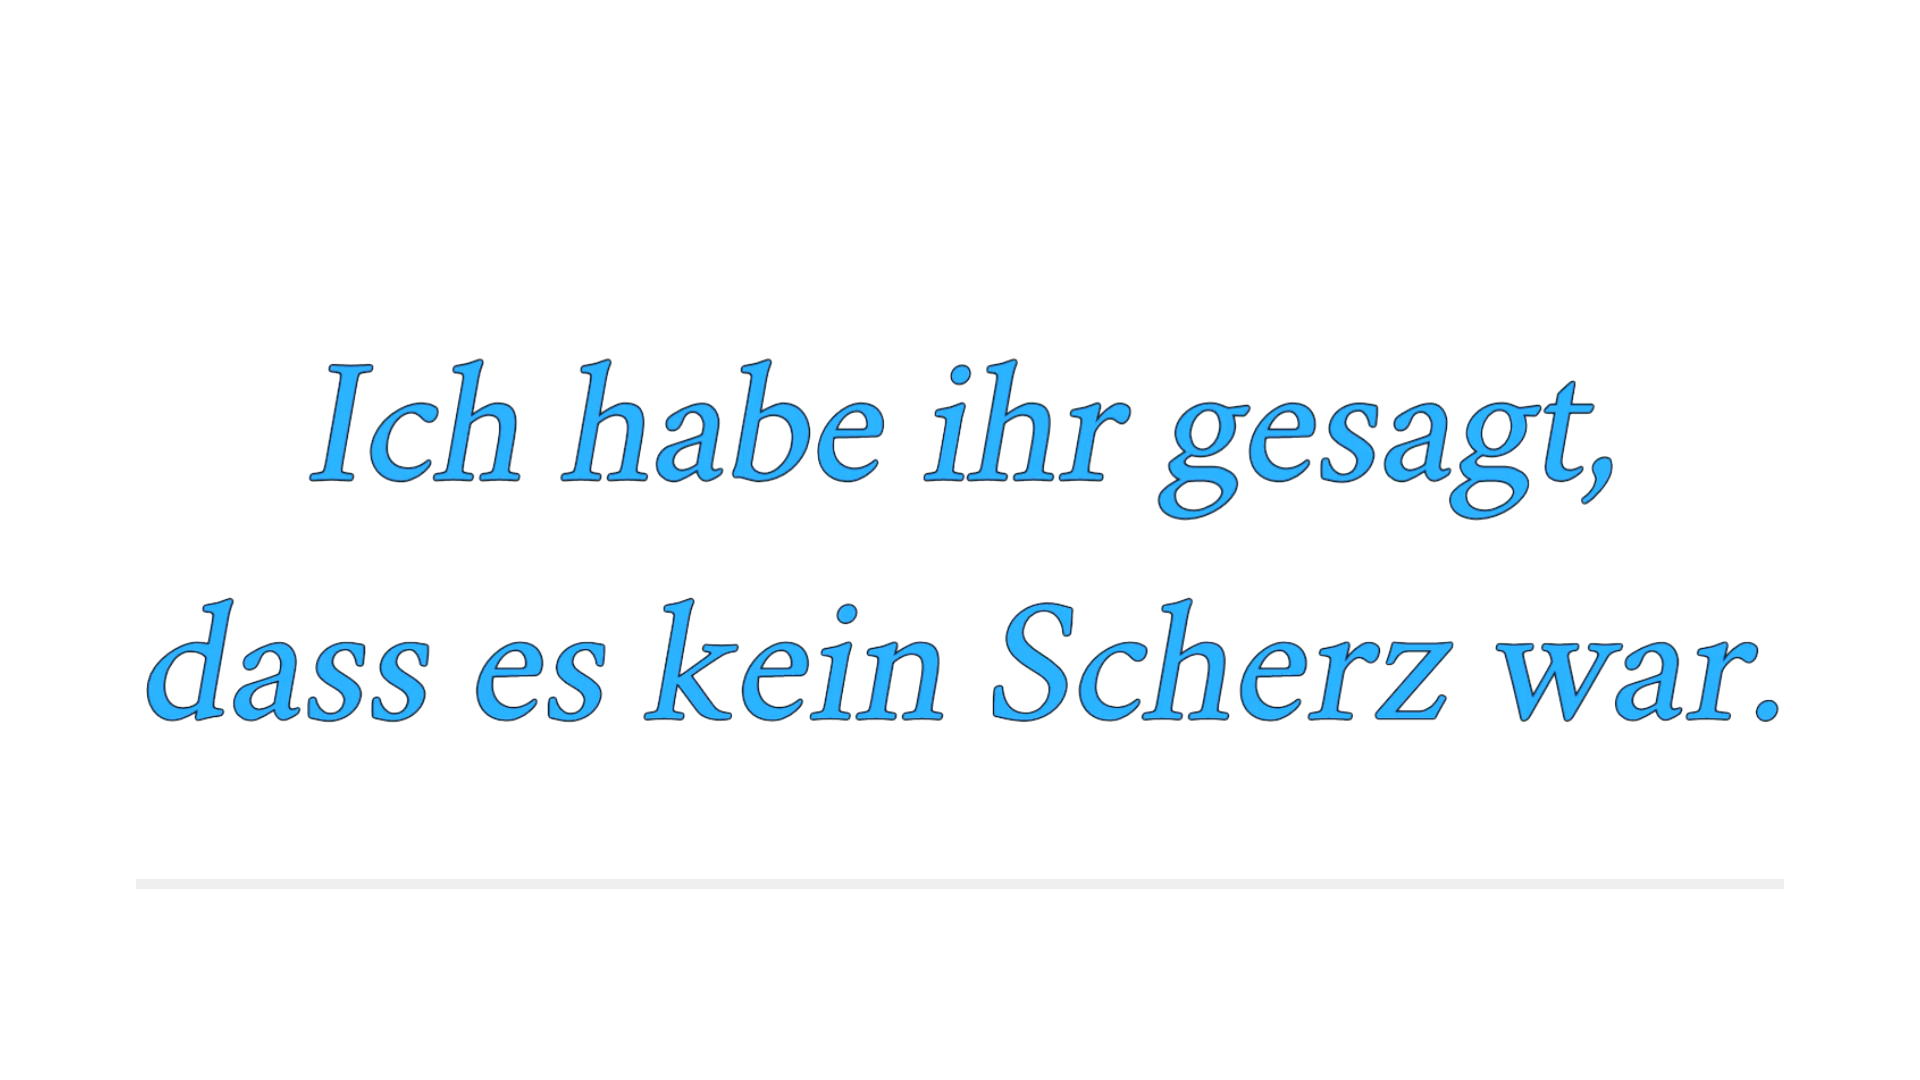 Ich habe ihr gesagt,
dass es kein Scherz war.